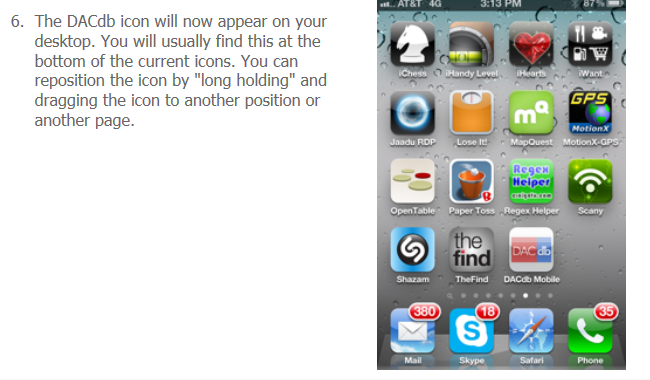 6. The DACdb icon will now appear on your
desktop. You will usually find this at the
bottom of the current icons. You can
reposition the icon by "long holding" and
dragging the icon to another position or
another page.
AT&T 4G 3:13 PM 87%
iChess Handy Level iHearts iWant
mq
GPS
MotionX
Jaadu RDP Lose It! MapQuest MotionX-GPS
Regex
Helper
OpenTable Paper Toss Regex Helper Scany
the
find
DACdb
Shazam TheFind DACdb Mobile
380 18 35
S
Mail Skype Safari Phone